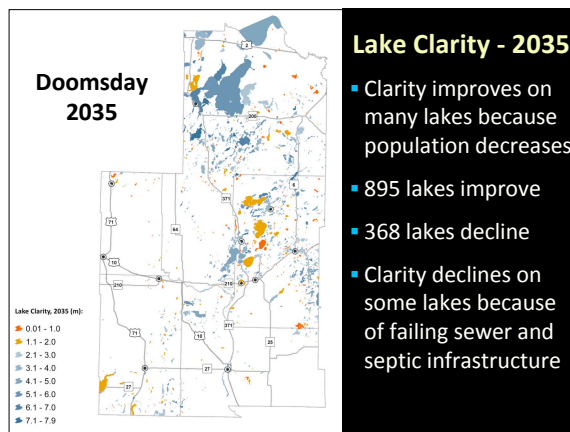 Doomsday
2035
2
200
6
371
71
64
10
210
210
371
71
10
25
27
27
Lake Clarity, 2035 (m):
0.01 - 1.0
1.1 - 2.0
2.1 - 3.0
3.1 - 4.0
4.1 - 5.0
5.1 - 6.0
6.1 - 7.0
7.1 - 7.9
Lake Clarity - 2035
Clarity improves on
many lakes because
population decreases
895 lakes improve
368 lakes decline
Clarity declines on
some lakes because
of failing sewer and
septic infrastructure